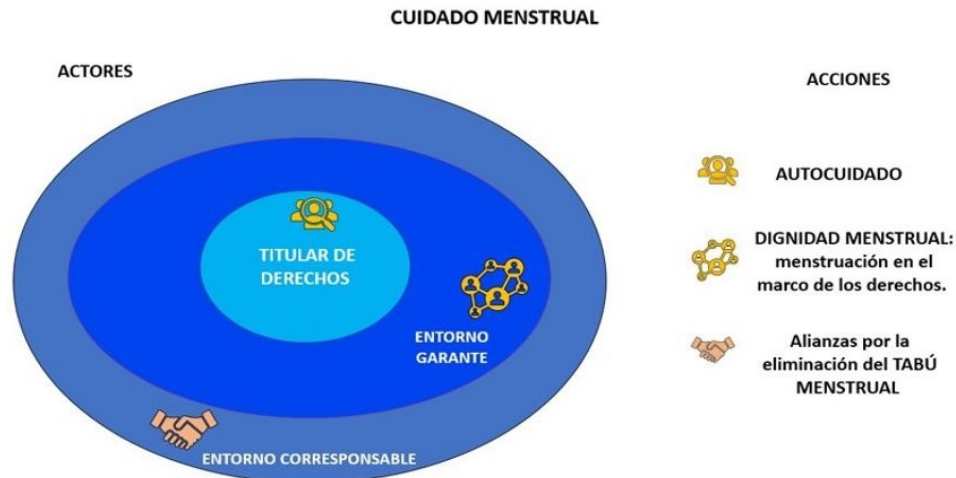 CUIDADO MENSTRUAL
ACTORES
TITULAR DE
DERECHOS
ENTORNO
GARANTE
ENTORNO CORRESPONSABLE
ACCIONES
AUTOCUIDADO
DIGNIDAD MENSTRUAL:
menstruación en el
marco de los derechos.
Alianzas por la
eliminación del TABÚ
MENSTRUAL